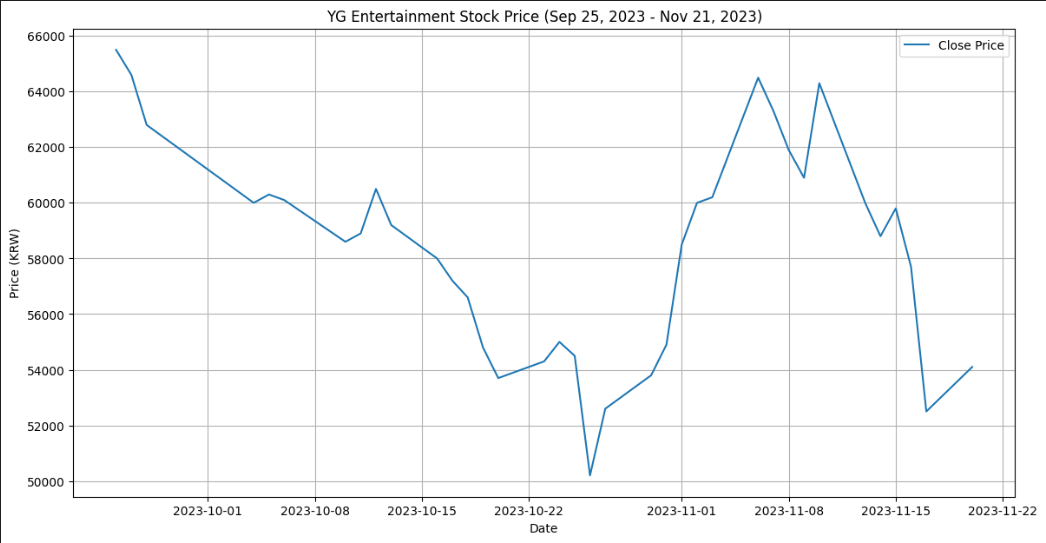 YG Entertainment Stock Price (Sep 25, 2023 - Nov 21, 2023)
Close Price
Price (KRW)
66000
64000
62000
60000
58000
56000
54000
52000
50000
2023-10-01 2023-10-08 2023-10-15 2023-10-22 2023-11-01 2023-11-08 2023-11-15 2023-11-22
Date